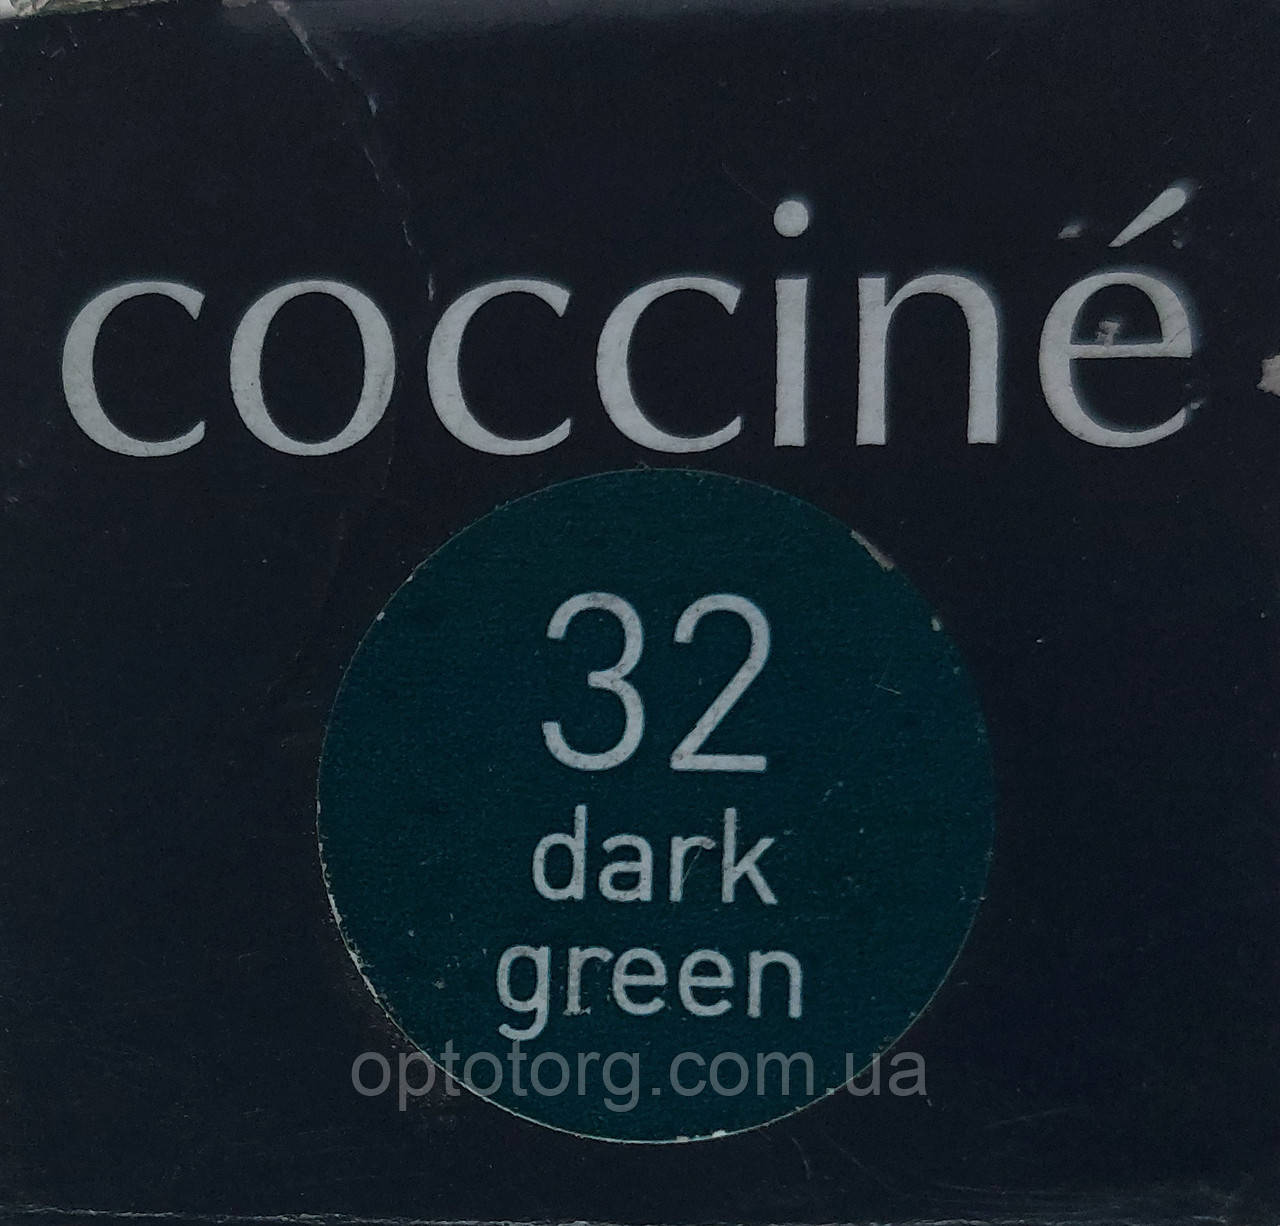 cocciné
32
dark
green
optotorg.com.ua